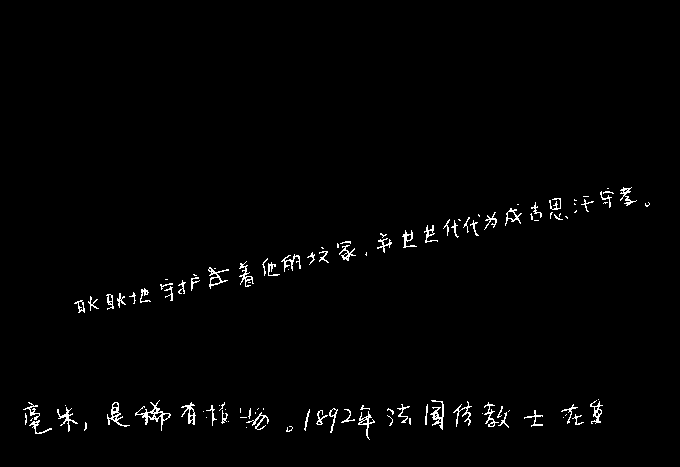 耿耿地守护着他的坟冢，并世世代代为成吉思汗守孝。
毫米，是稀有植物。1892年法国传教士在